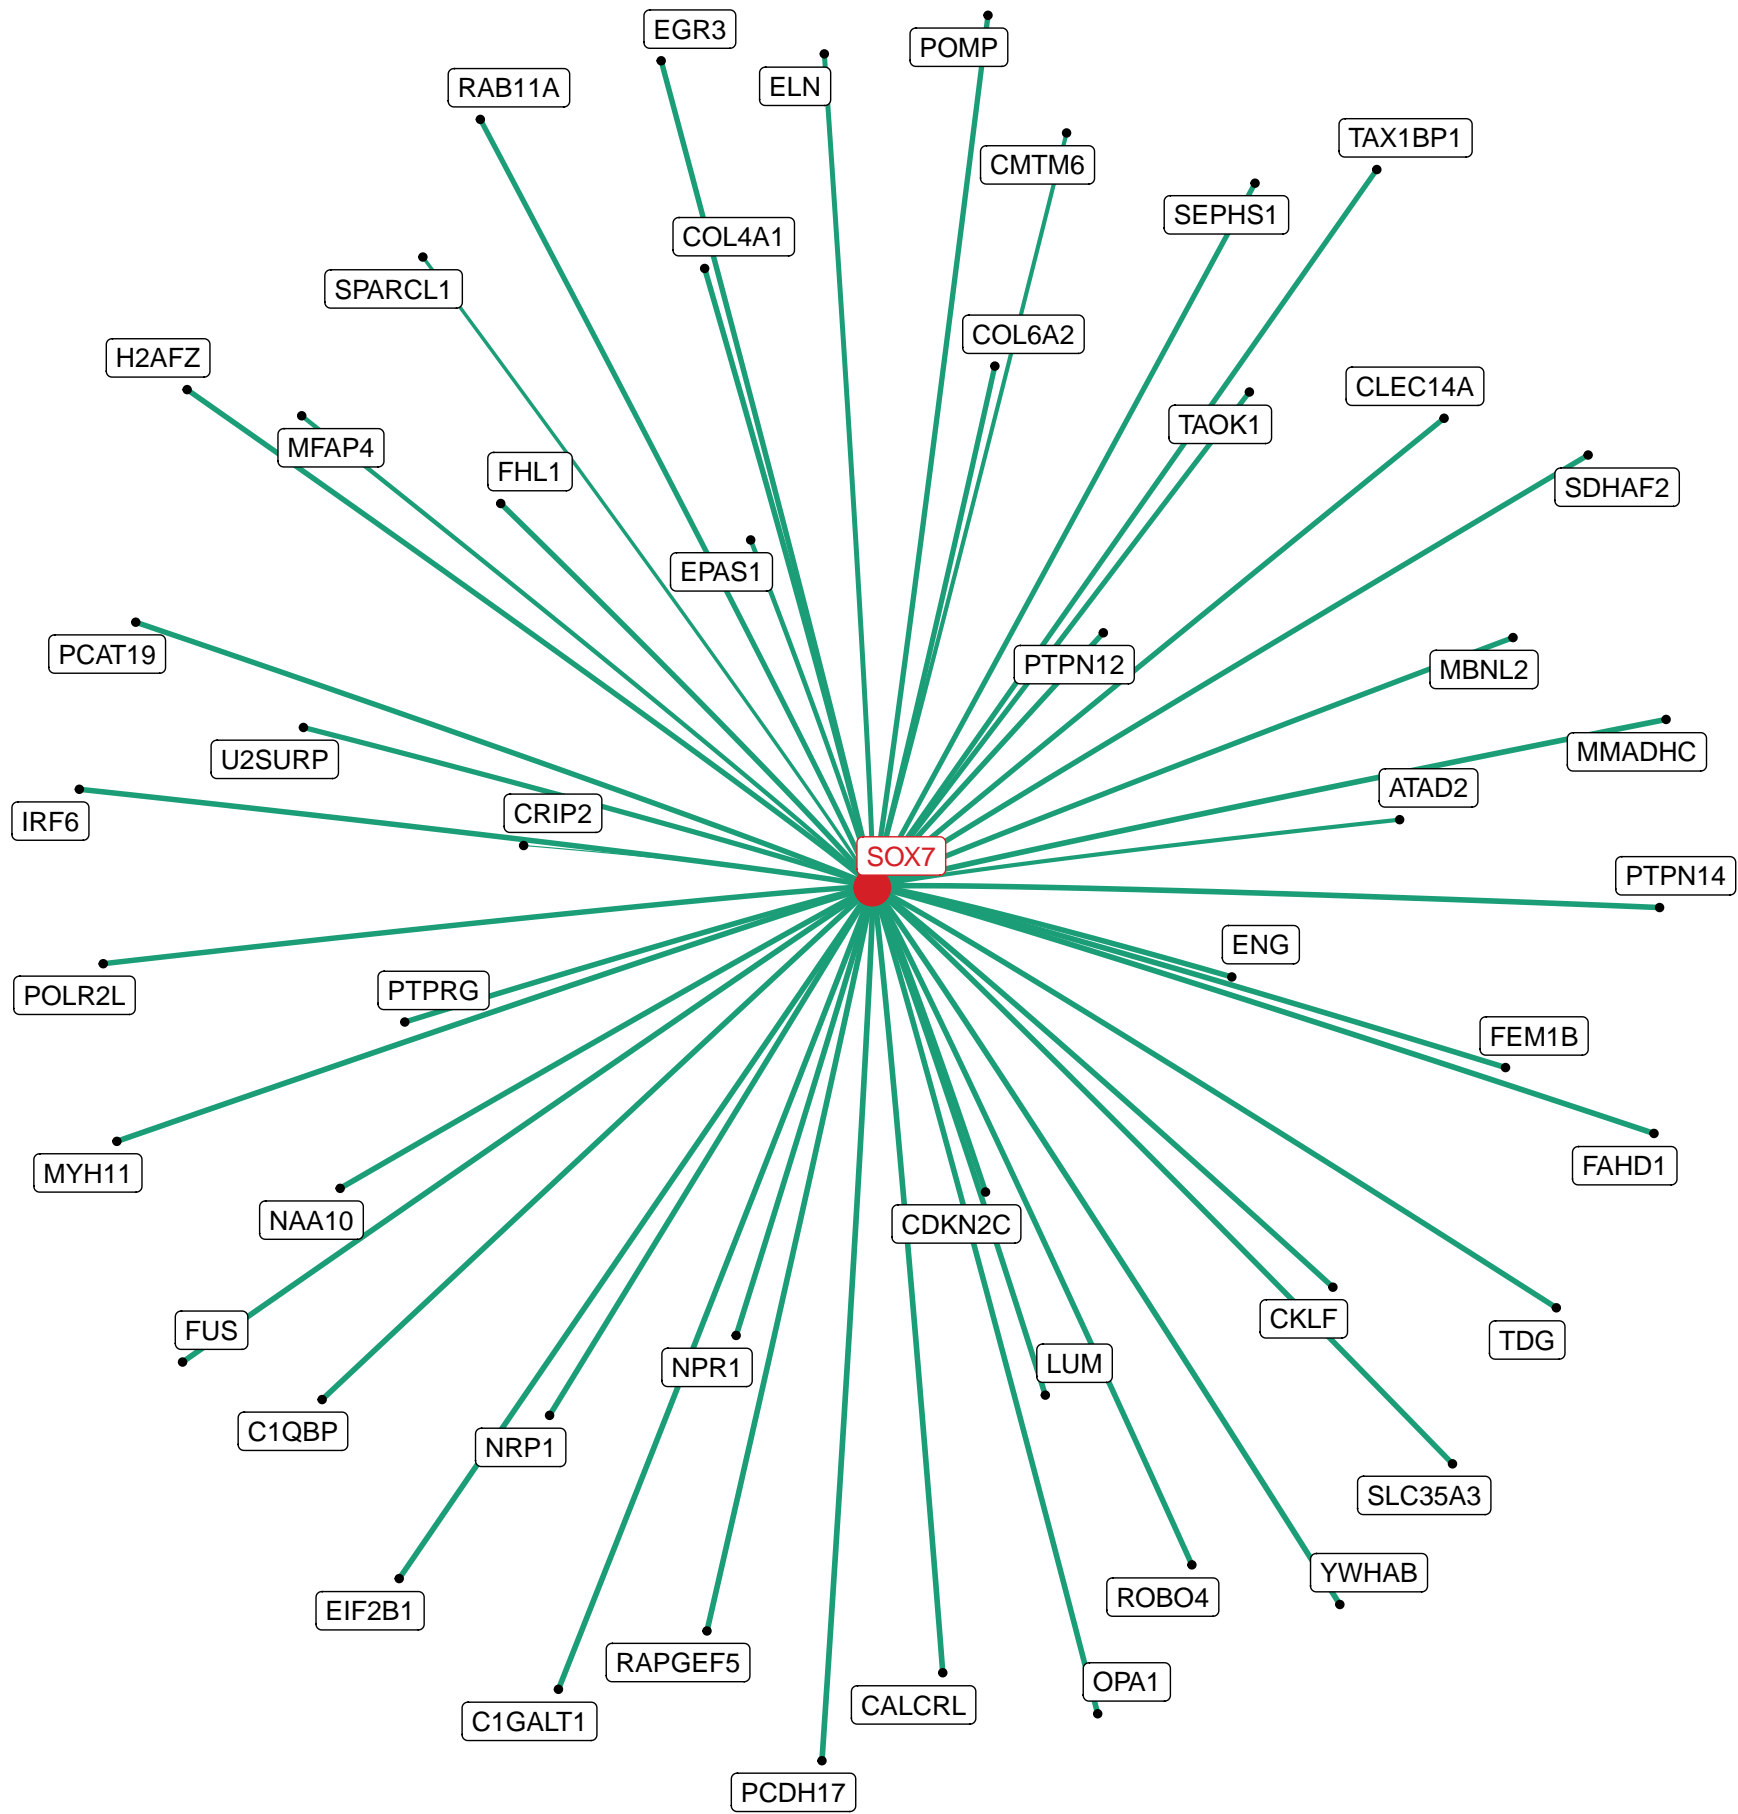 EGR3
POMP
ELN
RAB11A
TAX1BP1
CMTM6
SEPHS1
COL4A1
SPARCL1
COL6A2
H2AFZ
CLEC14A
TAOK1
MFAP4
FHL1
SDHAF2
EPAS1
PCAT19
PTPN12
MBNL2
MMADHC
U2SURP
ATAD2
CRIP2
IRF6
SOX7
PTPN14
ENG
PTPRG
POLR2L
FEM1B
FAHD1
MYH11
NAA10
CDKN2C
CKLF
FUS
TDG
LUM
NPR1
C1QBP
NRP1
SLC35A3
YWHAB
ROBO4
EIF2B1
RAPGEF5
OPA1
CALCRL
C1GALT1
PCDH17